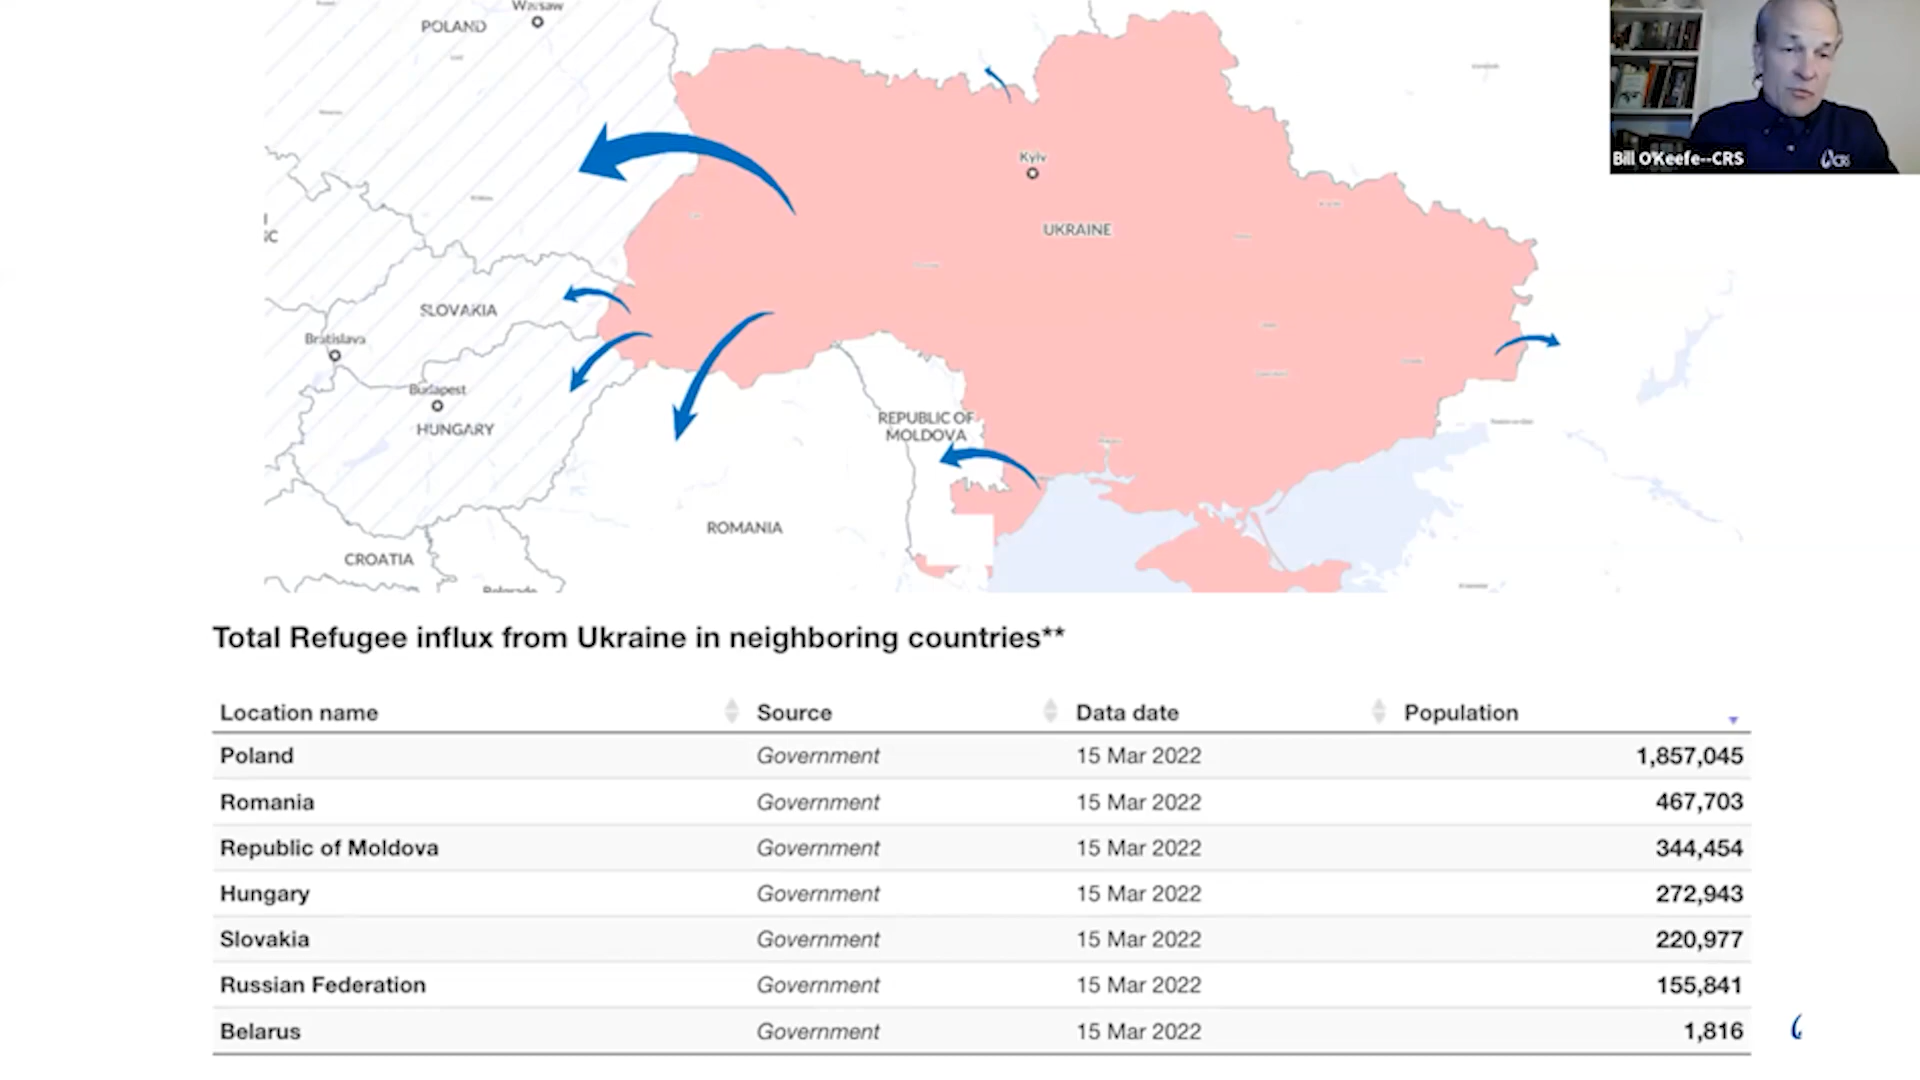 Warsaw
POLAND
Bill O'Keefe--CRS
CRS
Kyiv
UKRAINE
SLOVAKIA
Bratislava
Budapest
HUNGARY
REPUBLIC OF
MOLDOVA
ROMANIA
CROATIA
Belgrade
Total Refugee influx from Ukraine in neighboring countries**
Location name Source Data date Population
Poland Government 15 Mar 2022 1,857,045
Romania Government 15 Mar 2022 467,703
Republic of Moldova Government 15 Mar 2022 344,454
Hungary Government 15 Mar 2022 272,943
Slovakia Government 15 Mar 2022 220,977
Russian Federation Government 15 Mar 2022 155,841
Belarus Government 15 Mar 2022 1,816